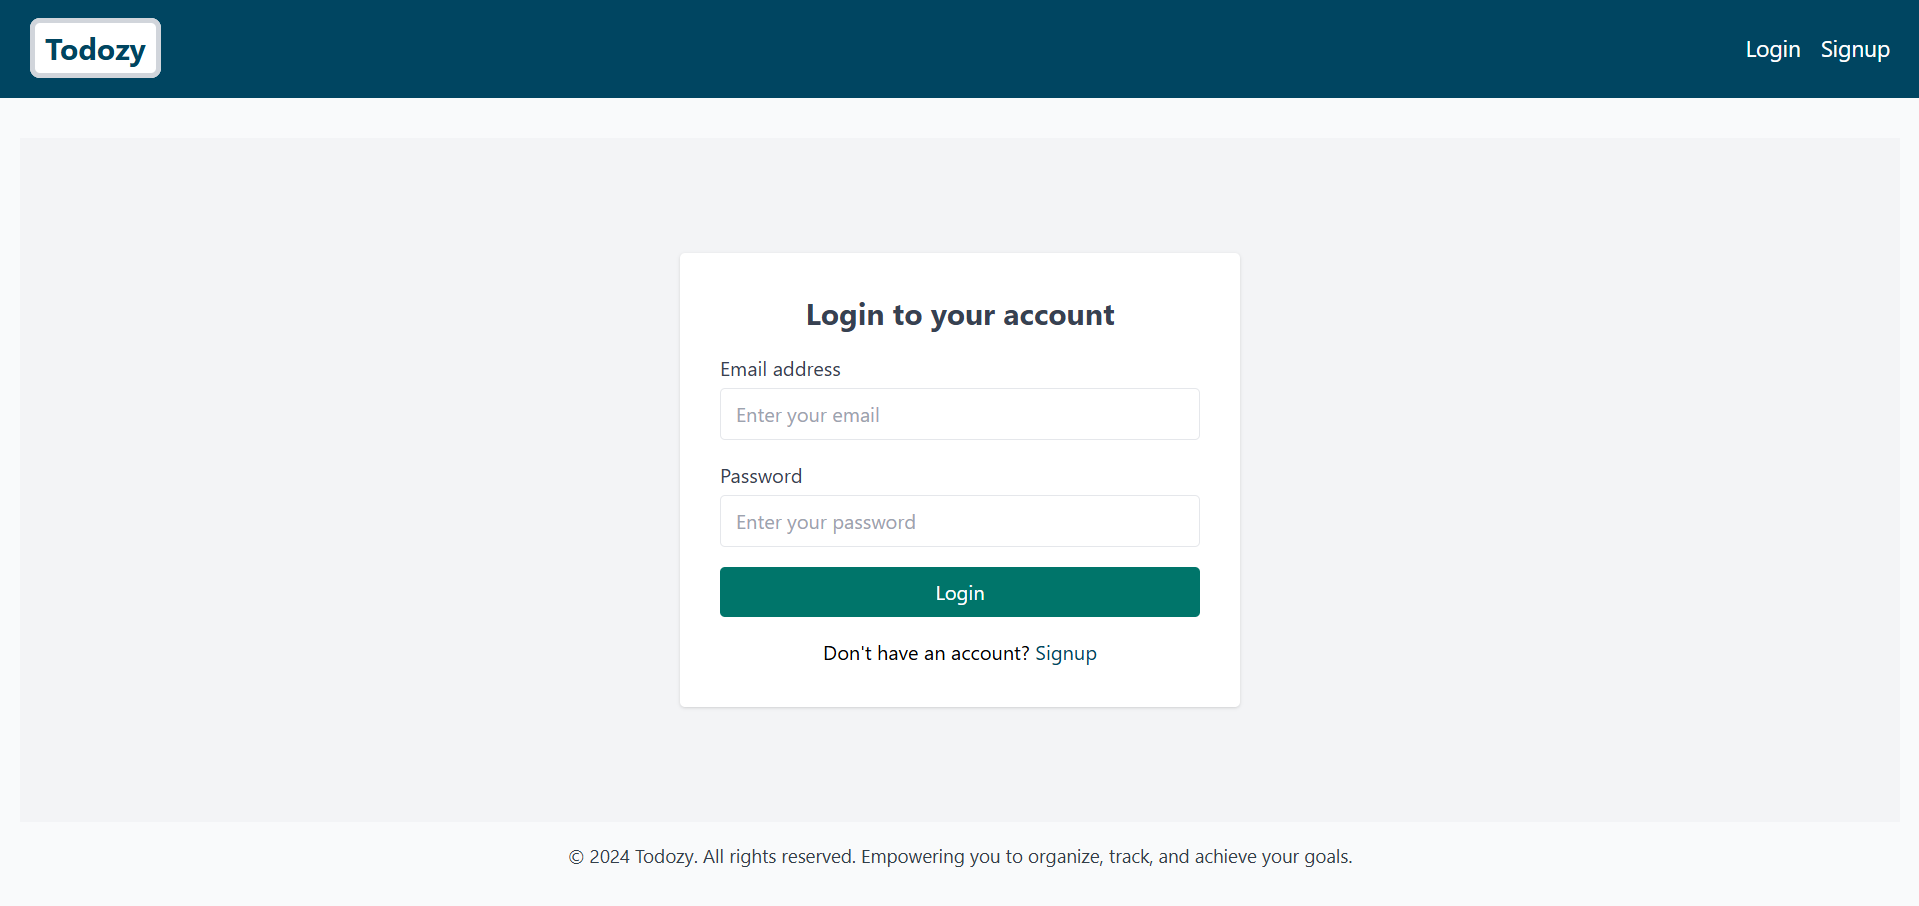 Todozy
Login Signup
Login to your account
Email address
Enter your email
Password
Enter your password
Login
Don't have an account? Signup
© 2024 Todozy. All rights reserved. Empowering you to organize, track, and achieve your goals.